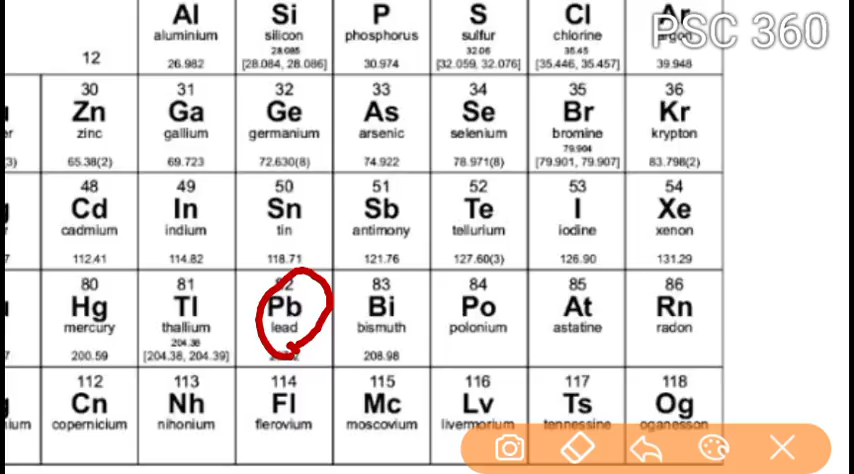 Al Si P S Cl Ar
PSC 360
aluminium silicon phosphorus sulfur chlorine argon
28.085 32.06 35.45
12
26.982 [28.084, 28.086] 30.974 [32.059, 32.076] [35.446, 35.457] 39.948
30 31 32 33 34 35 36
Zn Ga Ge As Se Br Kr
er zinc gallium germanium arsenic selenium bromine krypton
79.904
(3) 65.38(2) 69.723 72.630(8) 74.922 78.971(8) [79.901, 79.907] 83.798(2)
48 49 50 51 52 53 54
Cd In Sn Sb Te I Xe
cadmium indium tin antimony tellurium iodine xenon
7 112.41 114.82 118.71 121.76 127.60(3) 126.90 131.29
80 81 83 84 85 86
Hg Tl Pb Bi Po At Rn
mercury thallium lead bismuth polonium astatine radon
204.38
7 200.59 [204.38, 204.39] 208.98
112 113 114 115 116 117 118
Cn Nh Fl Mc Lv Ts Og
ium copernicium nihonium flerovium moscovium livermorium tennessine oganesson